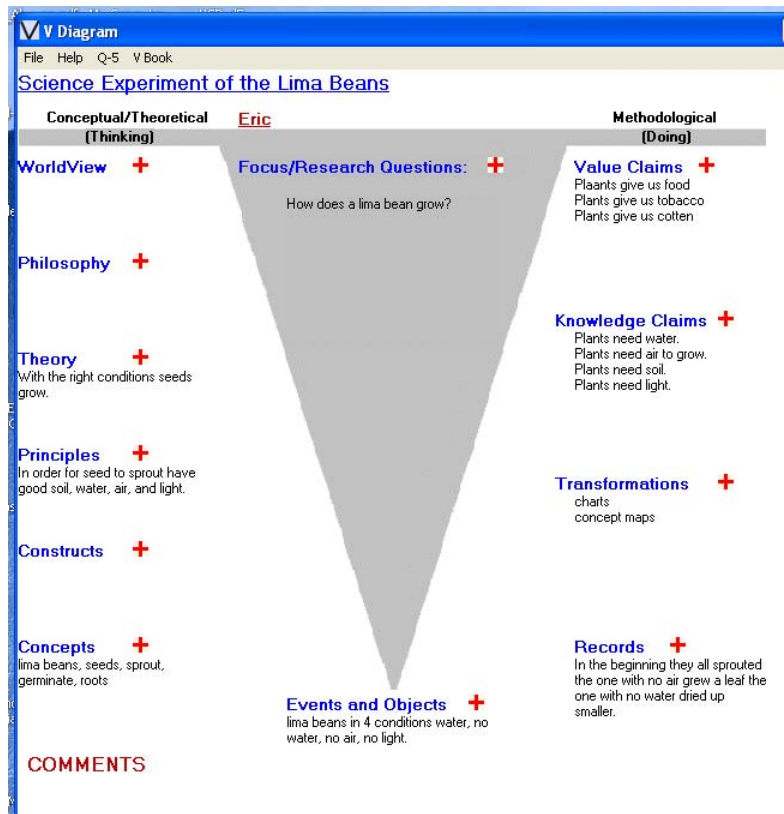 V Diagram
File Help Q-5 V Book
Science Experiment of the Lima Beans
Conceptual/Theoretical
(Thinking)
Eric
Methodological
(Doing)
WorldView
Philosophy
Theory
With the right conditions seeds
grow.
Principles
In order for seed to sprout have
good soil, water, air, and light.
Constructs
Concepts
lima beans, seeds, sprout,
germinate, roots
Focus/Research Questions:
How does a lima bean grow?
Events and Objects
lima beans in 4 conditions water, no
water, no air, no light.
Value Claims
Plaants give us food
Plants give us tobacco
Plants give us cotten
Knowledge Claims
Plants need water.
Plants need air to grow.
Plants need soil.
Plants need light.
Transformations
charts
concept maps
Records
In the beginning they all sprouted
the one with no air grew a leaf the
one with no water dried up
smaller.
COMMENTS